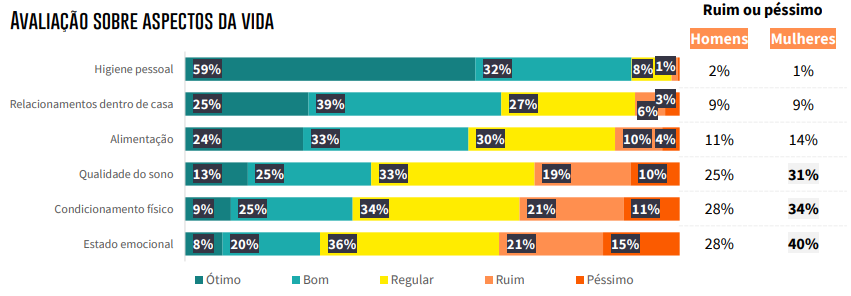 AVALIAÇÃO SOBRE ASPECTOS DA VIDA
Ruim ou péssimo
Homens Mulheres
Higiene pessoal 59% 32% 8% 1% 2% 1%
Relacionamentos dentro de casa 25% 39% 27% 6% 3% 9% 9%
Alimentação 24% 33% 30% 10% 4% 11% 14%
Qualidade do sono 13% 25% 33% 19% 10% 25% 31%
Condicionamento físico 9% 25% 34% 21% 11% 28% 34%
Estado emocional 8% 20% 36% 21% 15% 28% 40%
Ótimo Bom Regular Ruim Péssimo